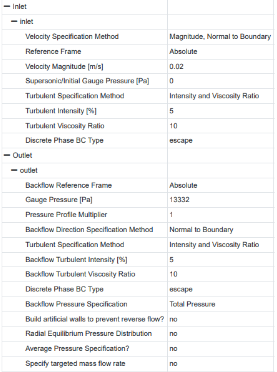 Inlet
inlet
Velocity Specification Method Magnitude, Normal to Boundary
Reference Frame Absolute
Velocity Magnitude [m/s] 0.02
Supersonic/Initial Gauge Pressure [Pa] 0
Turbulent Specification Method Intensity and Viscosity Ratio
Turbulent Intensity [%] 5
Turbulent Viscosity Ratio 10
Discrete Phase BC Type escape
Outlet
outlet
Backflow Reference Frame Absolute
Gauge Pressure [Pa] 13332
Pressure Profile Multiplier 1
Backflow Direction Specification Method Normal to Boundary
Turbulent Specification Method Intensity and Viscosity Ratio
Backflow Turbulent Intensity [%] 5
Backflow Turbulent Viscosity Ratio 10
Discrete Phase BC Type escape
Backflow Pressure Specification Total Pressure
Build artificial walls to prevent reverse flow? no
Radial Equilibrium Pressure Distribution no
Average Pressure Specification? no
Specify targeted mass flow rate no